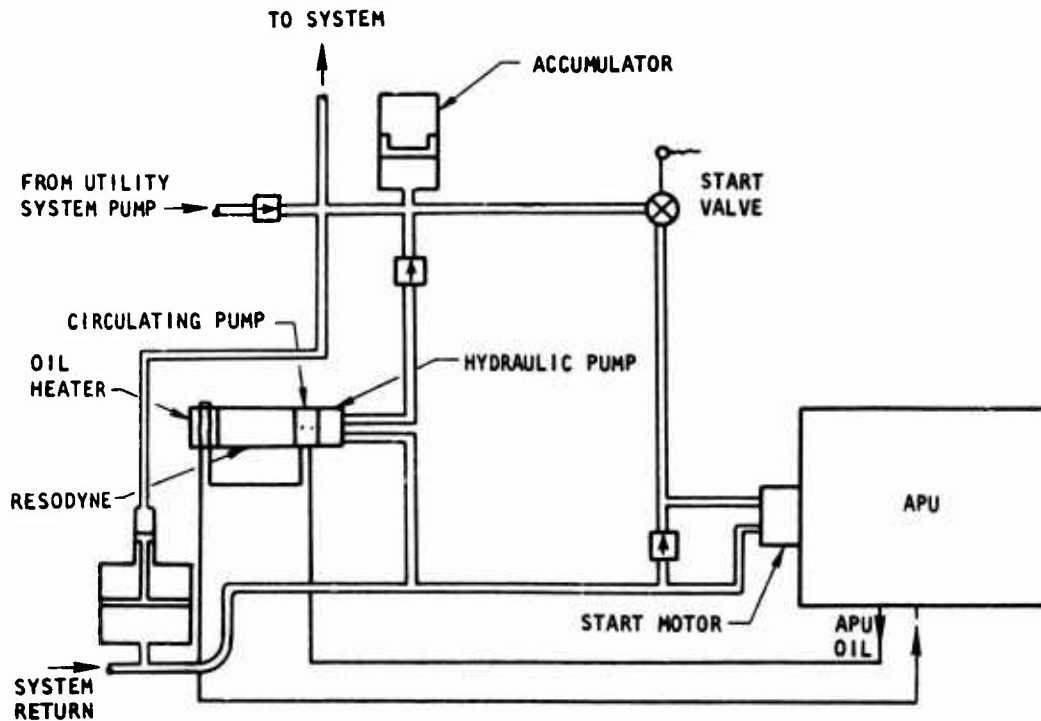 TO SYSTEM
ACCUMULATOR
FROM UTILITY
SYSTEM PUMP
START
VALVE
CIRCULATING PUMP
OIL
HEATER
HYDRAULIC PUMP
RESODYNE
APU
START MOTOR
APU
OIL
SYSTEM
RETURN